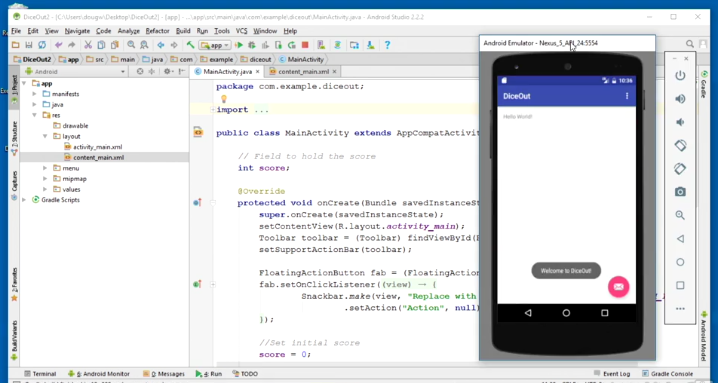 DiceOut2 - [C:\Users\dougw\Desktop\DiceOut2] - [app] - ...\app\src\main\java\com\example\diceout\MainActivity.java - Android Studio 2.2.2
File Edit View Navigate Code Analyze Refactor Build Run Tools VCS Window Help
app
DiceOut2 app src main java com example diceout MainActivity
Android
MainActivity.java content_main.xml
app
manifests
java
res
drawable
layout
activity_main.xml
content_main.xml
menu
mipmap
values
Gradle Scripts
1: Project
Structure
Captures
2: Favorites
Build Variants
package com.example.diceout;
import ...
public class MainActivity extends AppCompatActivit
// Field to hold the score
int score;
@Override
protected void onCreate(Bundle savedInstanceSt
super.onCreate(savedInstanceState);
setContentView(R.layout.activity_main);
Toolbar toolbar = (Toolbar) findViewById(
setSupportActionBar(toolbar);
FloatingActionButton fab = (FloatingAction
fab.setOnClickListener((view) → {
Snackbar.make(view, "Replace with
.setAction("Action", null)
});
//Set initial score
score = 0;
Android Emulator - Nexus_5_API_24:5554
10:36
DiceOut
Hello World!
Welcome to DiceOut!
Gradle
Android Model
Terminal 6: Android Monitor 0: Messages 4: Run TODO
Event Log Gradle Console